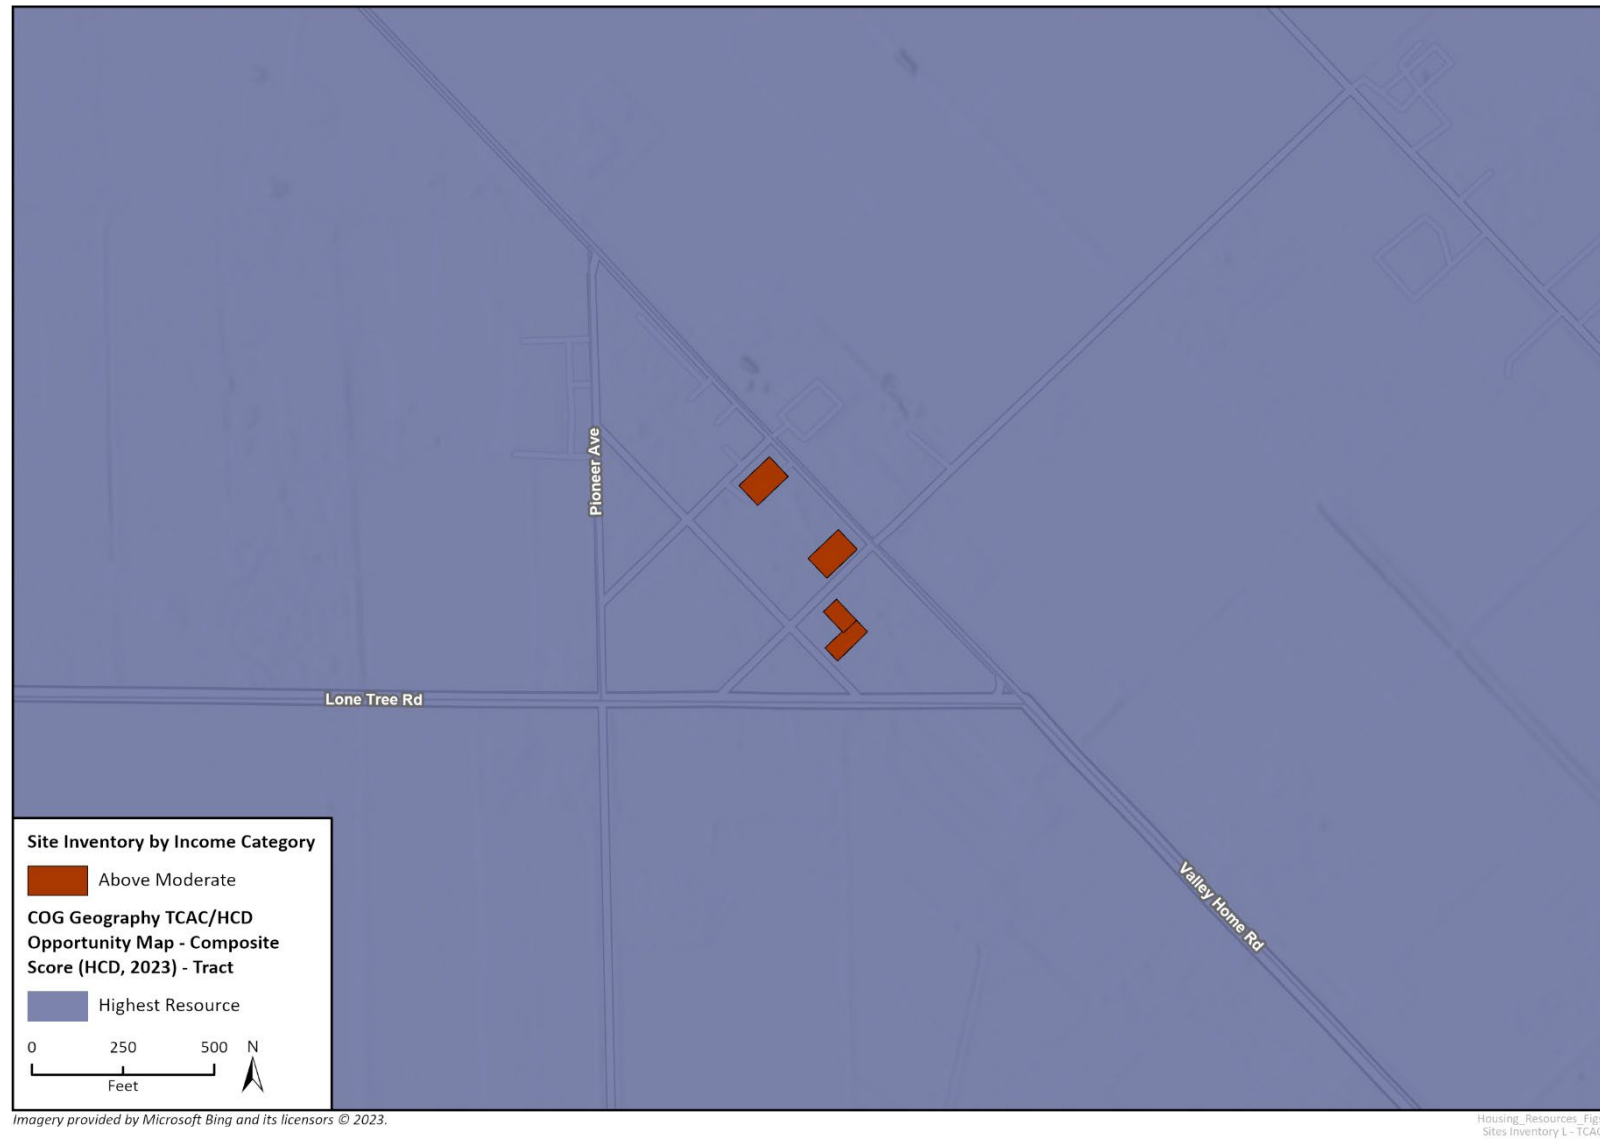 Pioneer Ave
Lone Tree Rd
Valley Home Rd
Site Inventory by Income Category
Above Moderate
COG Geography TCAC/HCD
Opportunity Map - Composite
Score (HCD, 2023) - Tract
Highest Resource
0 250 500 N
Feet
Imagery provided by Microsoft Bing and its licensors © 2023.
Housing_Resources_Figs
Sites Inventory L - TCAC